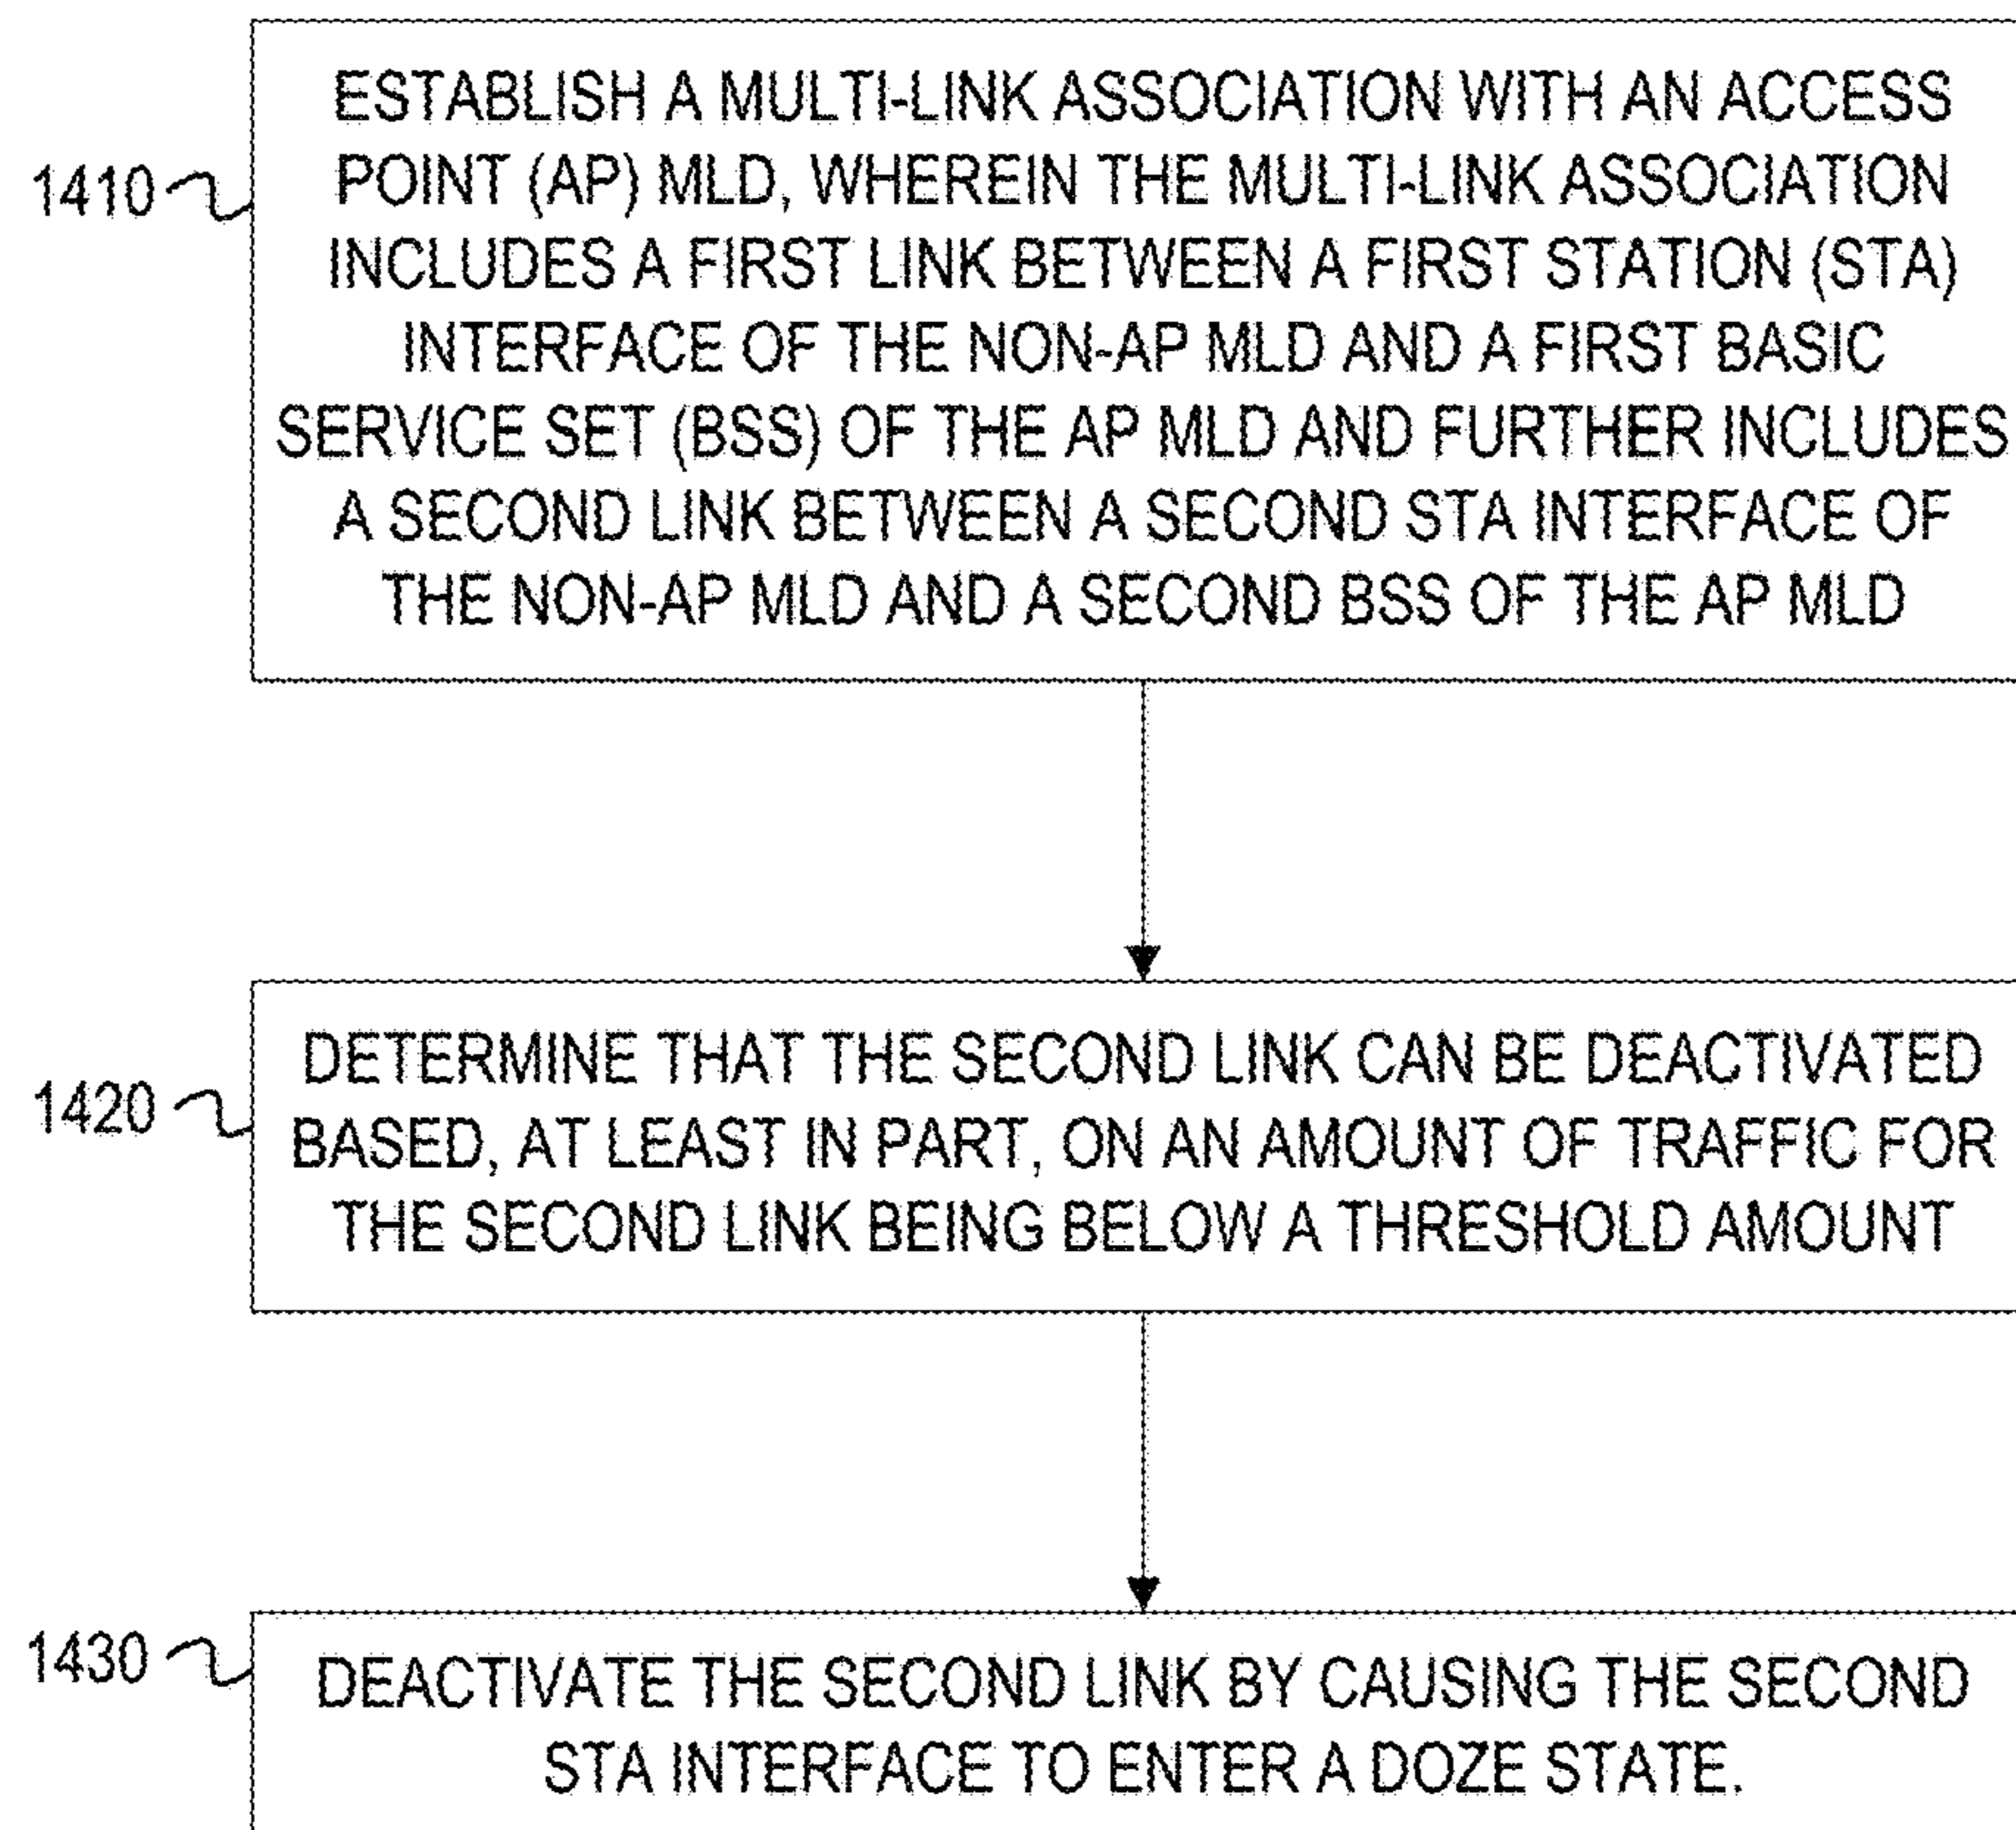 ESTABLISH A MULTI-LINK ASSOCIATION WITH AN ACCESS
1410
POINT (AP) MLD, WHEREIN THE MULTI-LINK ASSOCIATION
INCLUDES A FIRST LINK BETWEEN A FIRST STATION (STA)
INTERFACE OF THE NON-AP MLD AND A FIRST BASIC
SERVICE SET (BSS) OF THE AP MLD AND FURTHER INCLUDES
A SECOND LINK BETWEEN A SECOND STA INTERFACE OF
THE NON-AP MLD AND A SECOND BSS OF THE AP MLD
DETERMINE THAT THE SECOND LINK CAN BE DEACTIVATED
1420
BASED, AT LEAST IN PART, ON AN AMOUNT OF TRAFFIC FOR
THE SECOND LINK BEING BELOW A THRESHOLD AMOUNT
1430
DEACTIVATE THE SECOND LINK BY CAUSING THE SECOND
STA INTERFACE TO ENTER A DOZE STATE.